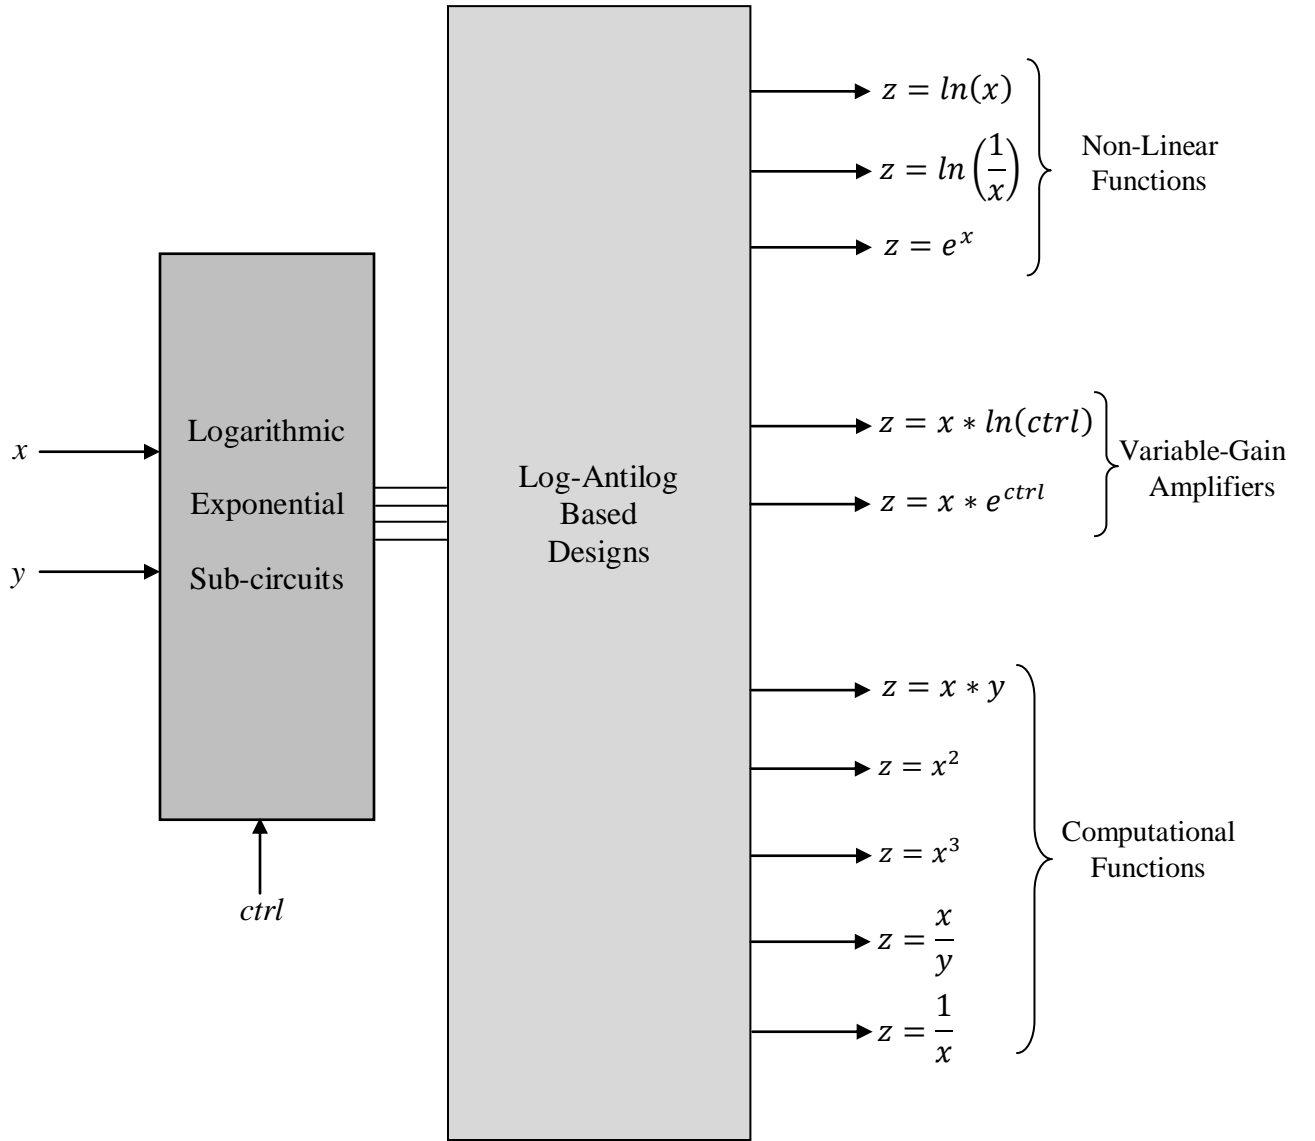 x
y
Logarithmic
Exponential
Sub-circuits
ctrl
Log-Antilog
Based
Designs
z = ln(x)
z = ln(1/x)
z = e^x
Non-Linear
Functions
z = x * ln(ctrl)
z = x * e^ctrl
Variable-Gain
Amplifiers
z = x * y
z = x^2
z = x^3
z = x/y
z = 1/x
Computational
Functions